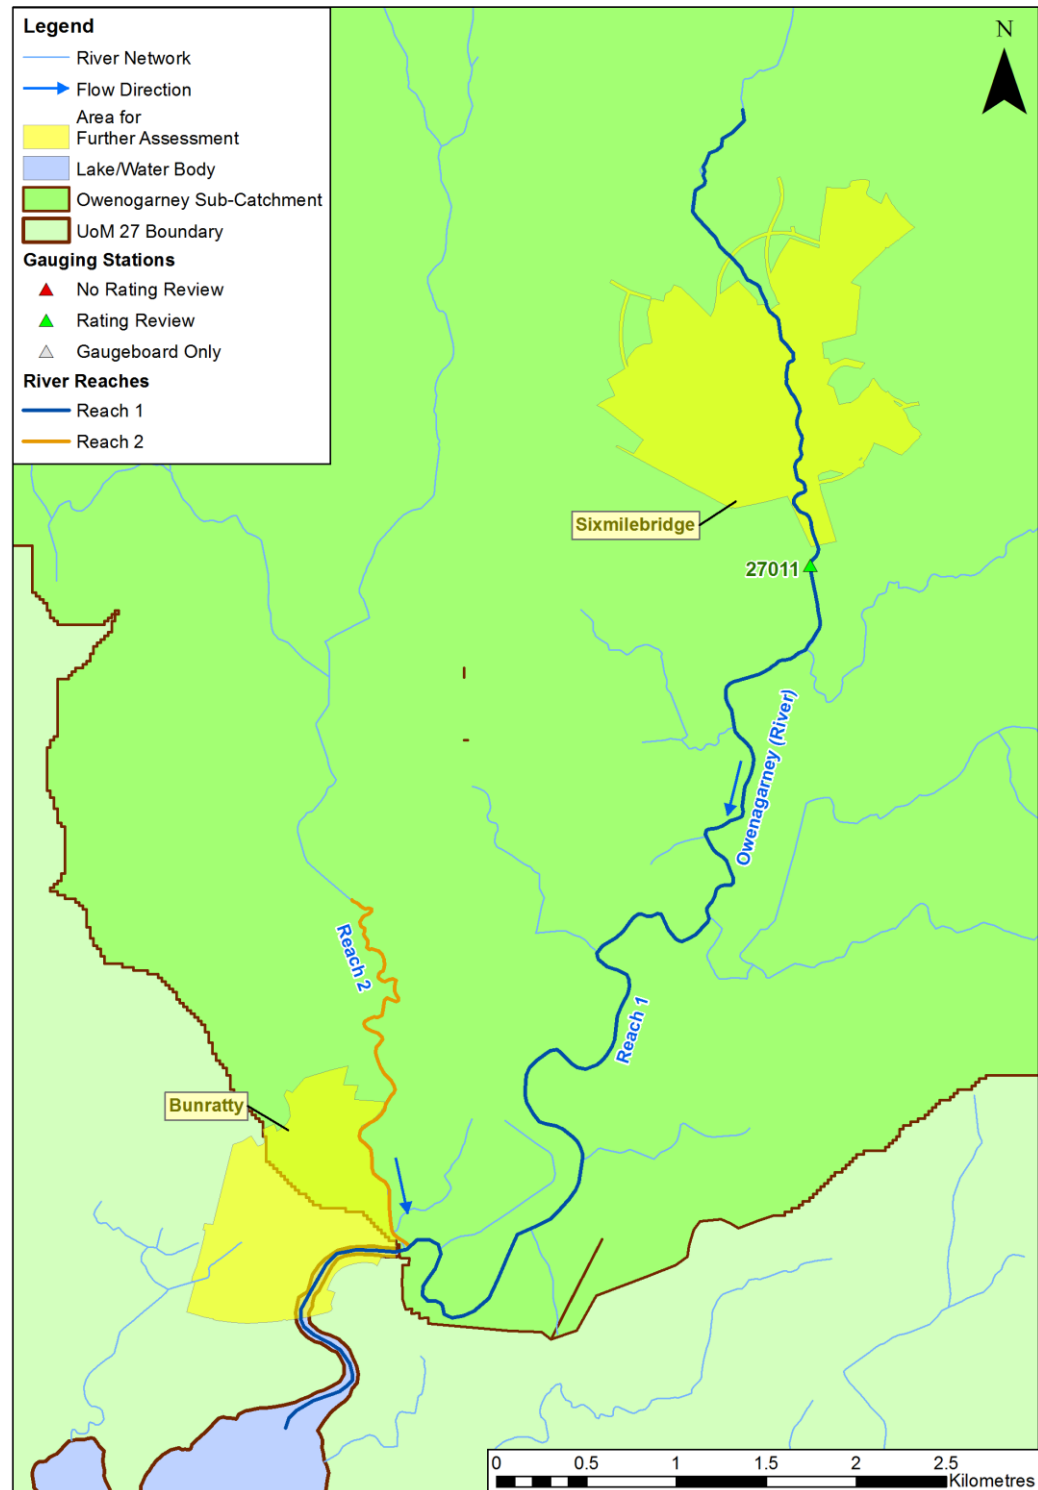 Legend
River Network
Flow Direction
Area for
Further Assessment
Lake/Water Body
Owenogarney Sub-Catchment
UoM 27 Boundary
Gauging Stations
No Rating Review
Rating Review
Gaugeboard Only
River Reaches
Reach 1
Reach 2
N
Sixmilebridge
27011
Owenagarney (River)
Reach 2
Reach 1
Bunratty
0 0.5 1 1.5 2 2.5
Kilometres